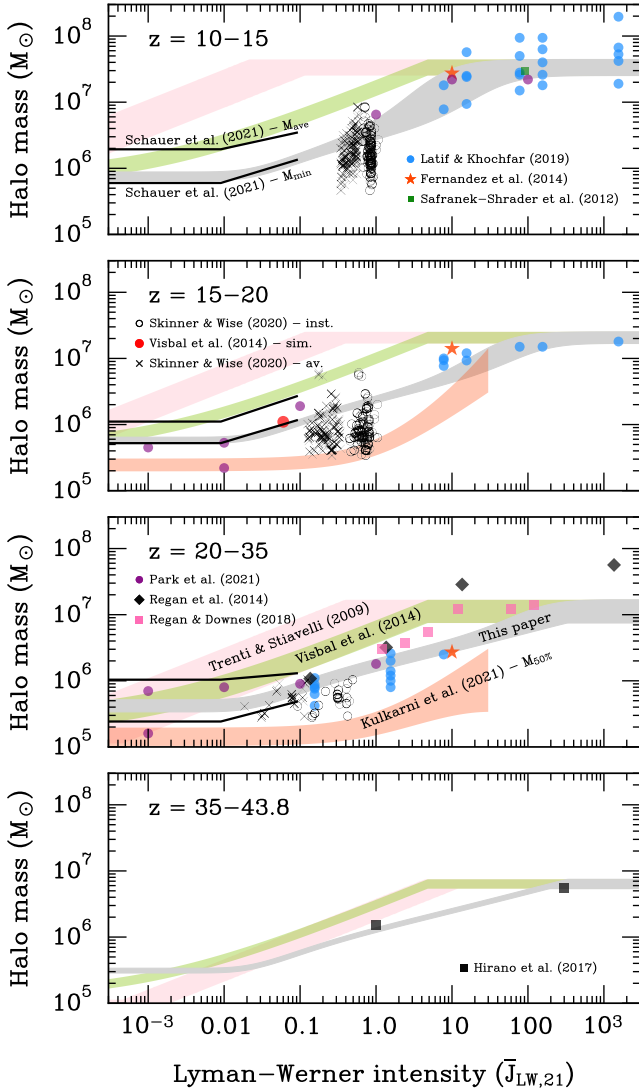 10⁸
z = 10−15
10⁷
Halo mass (M☉)
Schauer et al. (2021) − Mₐᵥₑ
10⁶
Latif & Khochfar (2019)
Fernandez et al. (2014)
Schauer et al. (2021) − Mₘᵢₙ
Safranek−Shrader et al. (2012)
10⁵
z = 15−20
10⁸
Skinner & Wise (2020) − inst.
Visbal et al. (2014) − sim.
Skinner & Wise (2020) − av.
10⁷
Halo mass (M☉)
10⁶
10⁵
z = 20−35
10⁸
Park et al. (2021)
Regan et al. (2014)
Regan & Downes (2018)
10⁷
Halo mass (M☉)
Trenti & Stiavelli (2009)
Visbal et al. (2014)
This paper
10⁶
Kulkarni et al. (2021) − M₅₀%
10⁵
z = 35−43.8
10⁸
10⁷
Halo mass (M☉)
10⁶
Hirano et al. (2017)
10⁵
10⁻³ 0.01 0.1 1.0 10 100 10³
Lyman−Werner intensity (J̅_LW,21)